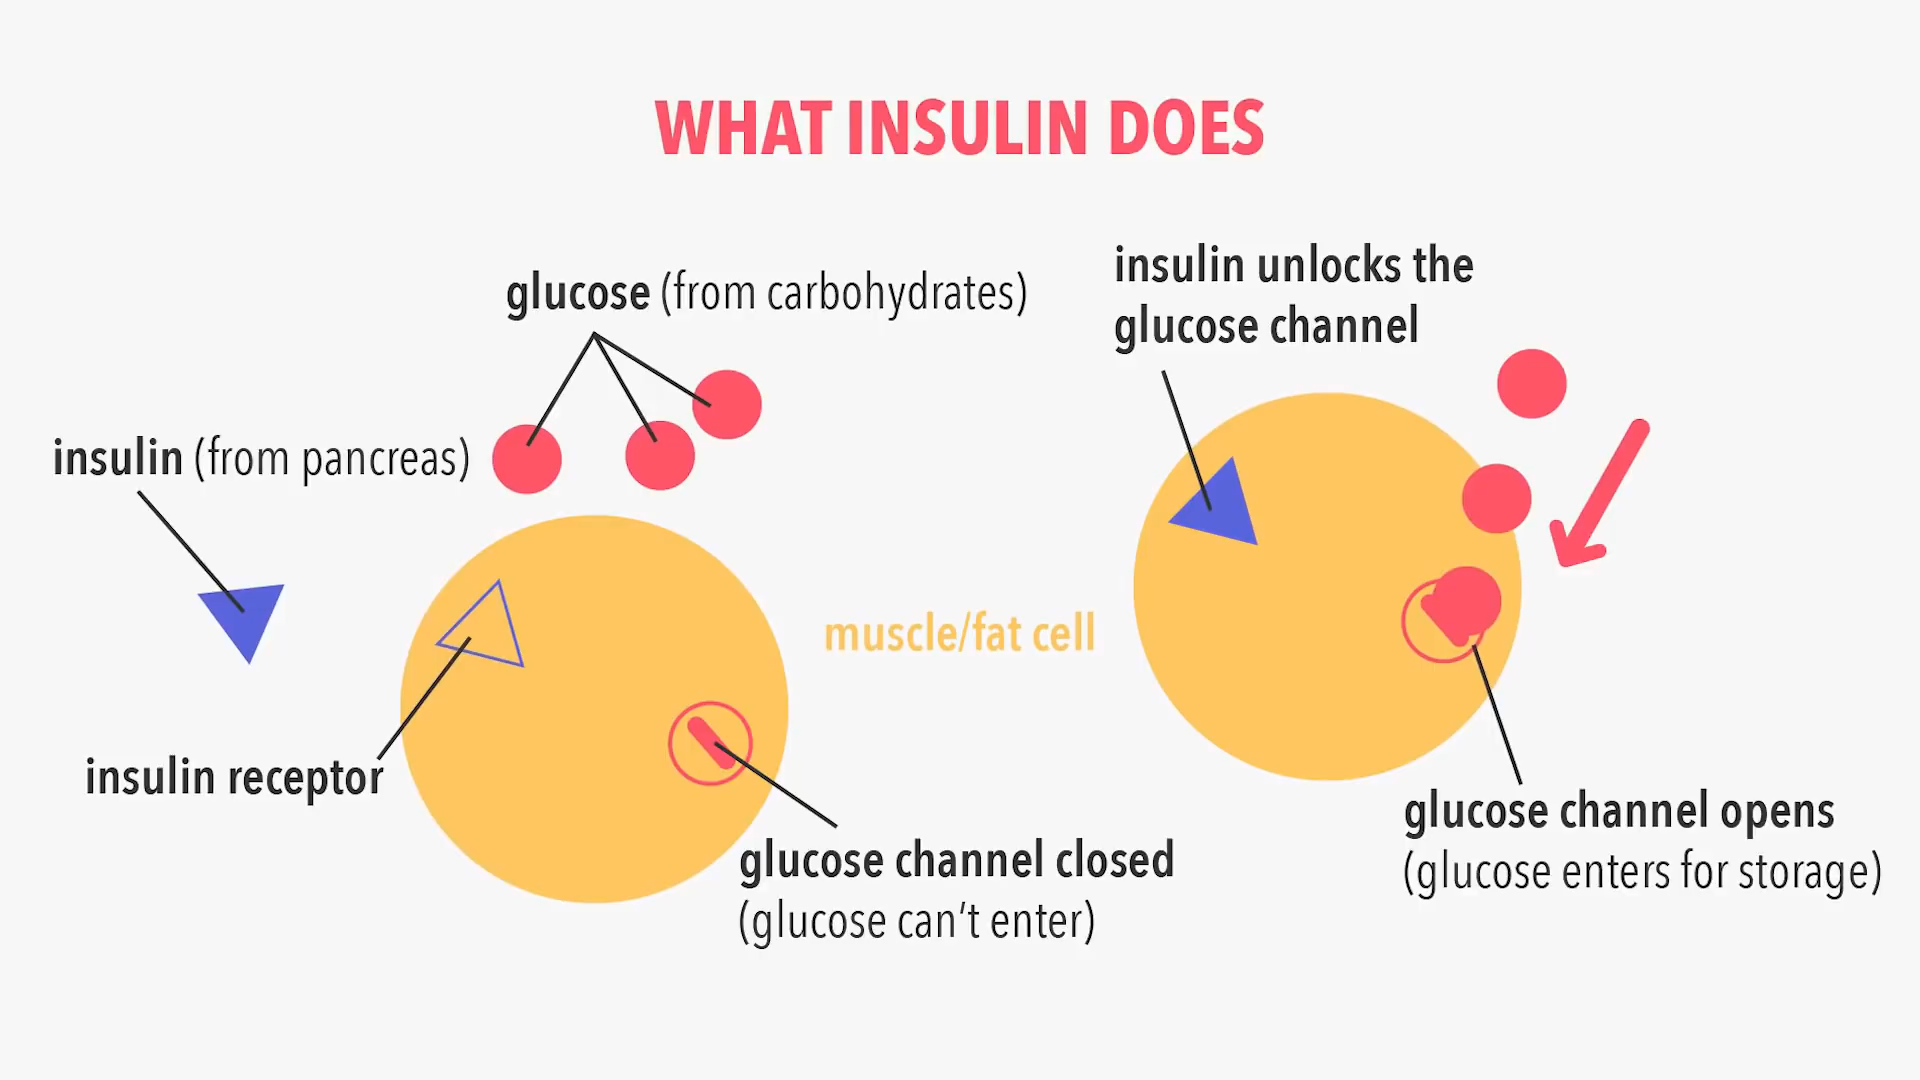 WHAT INSULIN DOES
glucose (from carbohydrates)
insulin (from pancreas)
insulin receptor
glucose channel closed
(glucose can’t enter)
muscle/fat cell
insulin unlocks the
glucose channel
glucose channel opens
(glucose enters for storage)